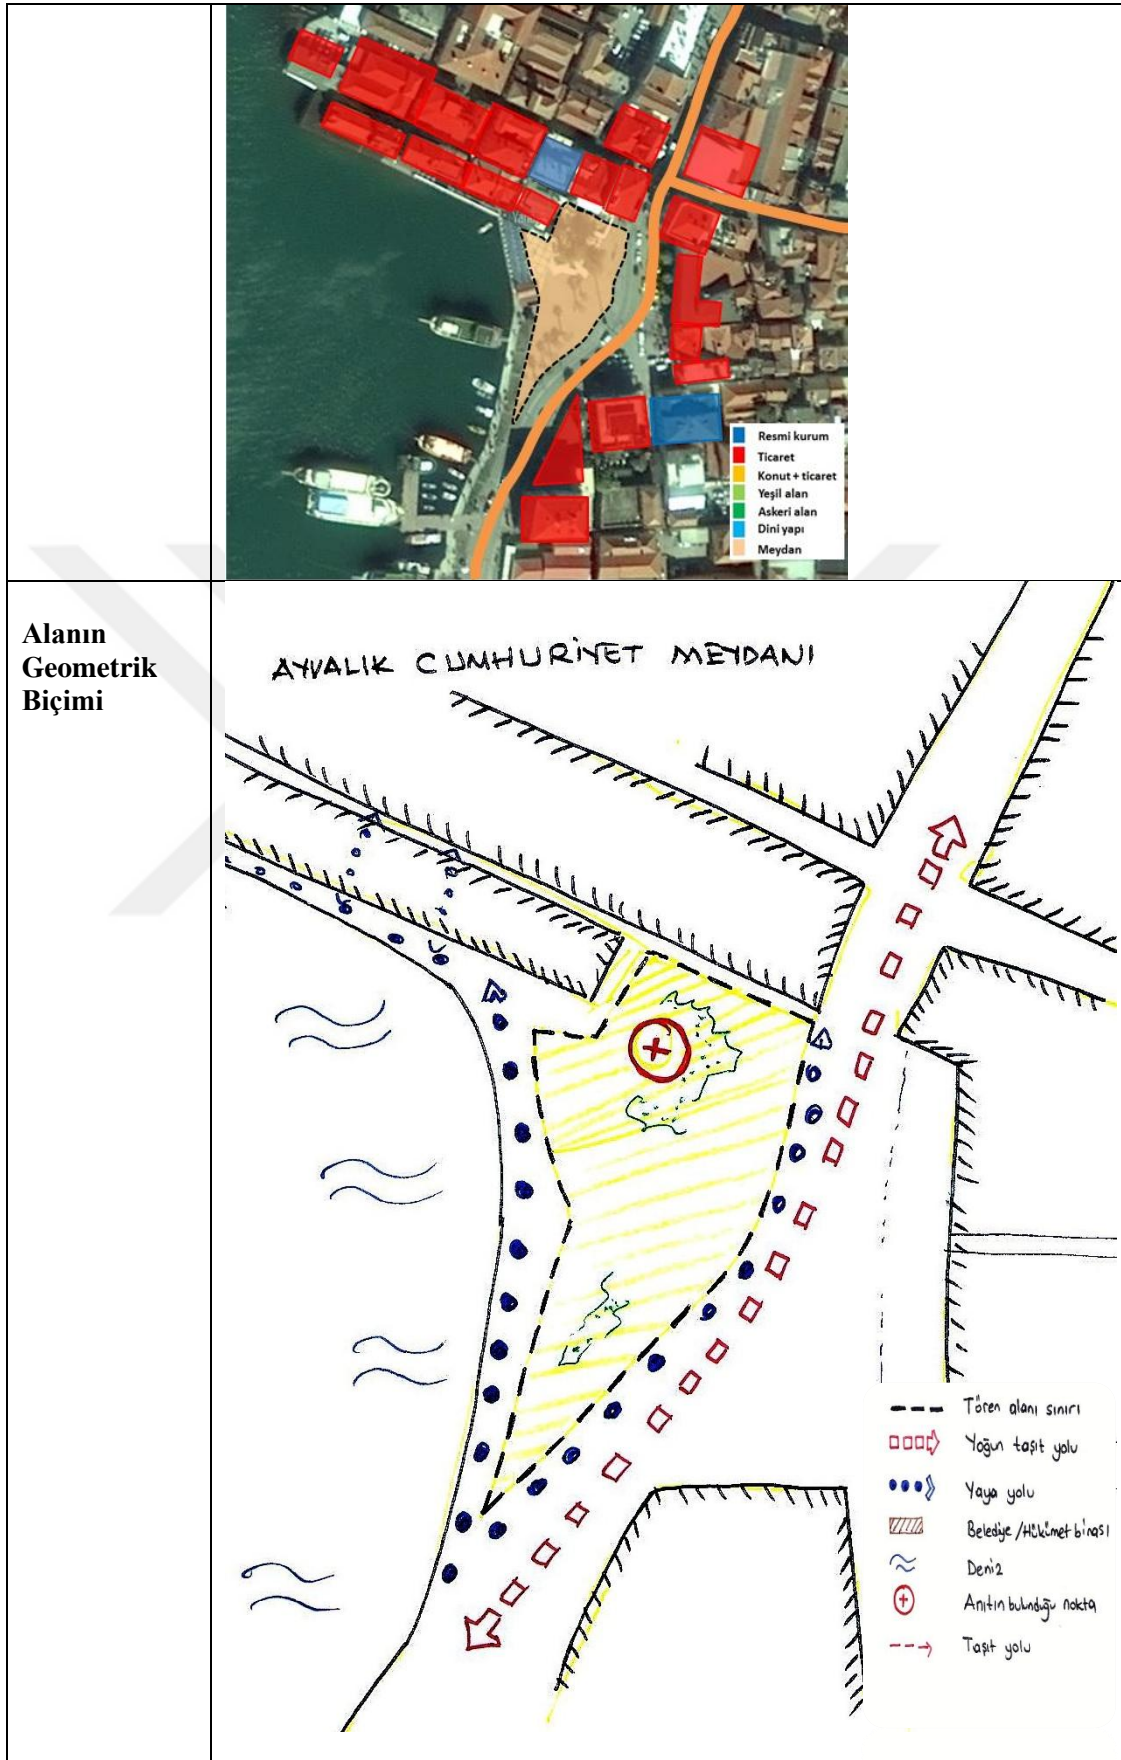 Resmi kurum
Ticaret
Konut + ticaret
Yeşil alan
Askeri alan
Dini yapı
Meydan
Alanın
Geometrik
Biçimi
AYVALIK CUMHURİYET MEYDANI
Tören alanı sınırı
Yoğun taşıt yolu
Yaya yolu
Belediye/Hükümet binası
Deniz
Anıtın bulunduğu nokta
Taşıt yolu